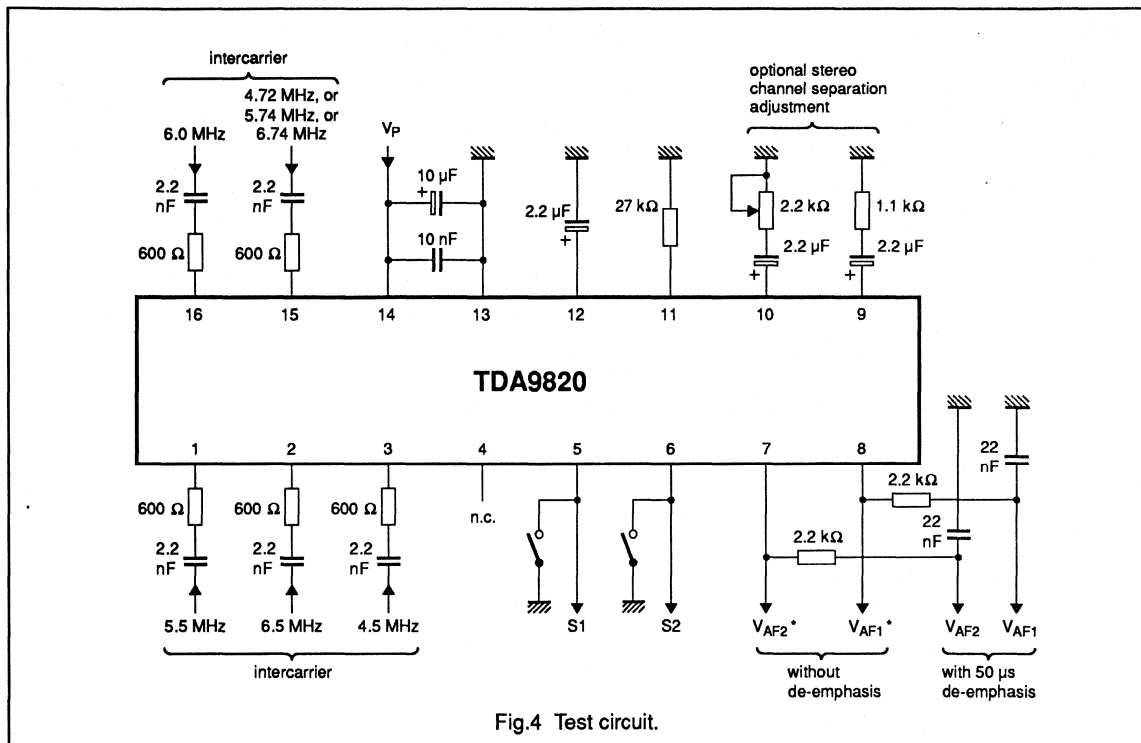 intercarrier
4.72 MHz, or
5.74 MHz, or
6.0 MHz 6.74 MHz
2.2 nF 2.2 nF
600 Ω 600 Ω
VP
10 µF
+
10 nF
2.2 µF
+
27 kΩ
optional stereo
channel separation
adjustment
2.2 kΩ 1.1 kΩ
2.2 µF 2.2 µF
+ +
16 15 14 13 12 11 10 9
TDA9820
1 2 3 4 5 6 7 8
600 Ω 600 Ω 600 Ω
2.2 nF 2.2 nF 2.2 nF
n.c.
22 nF
2.2 kΩ
22 nF
2.2 kΩ
5.5 MHz 6.5 MHz 4.5 MHz
S1 S2 VAF2* VAF1* VAF2 VAF1
intercarrier
without
de-emphasis
with 50 µs
de-emphasis
Fig.4 Test circuit.